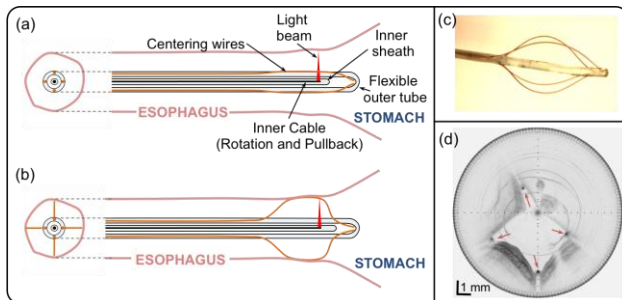 (a)
Light
beam
Centering wires
Inner
sheath
Flexible
outer tube
ESOPHAGUS
STOMACH
Inner Cable
(Rotation and Pullback)
(b)
ESOPHAGUS
STOMACH
(c)
(d)
1 mm